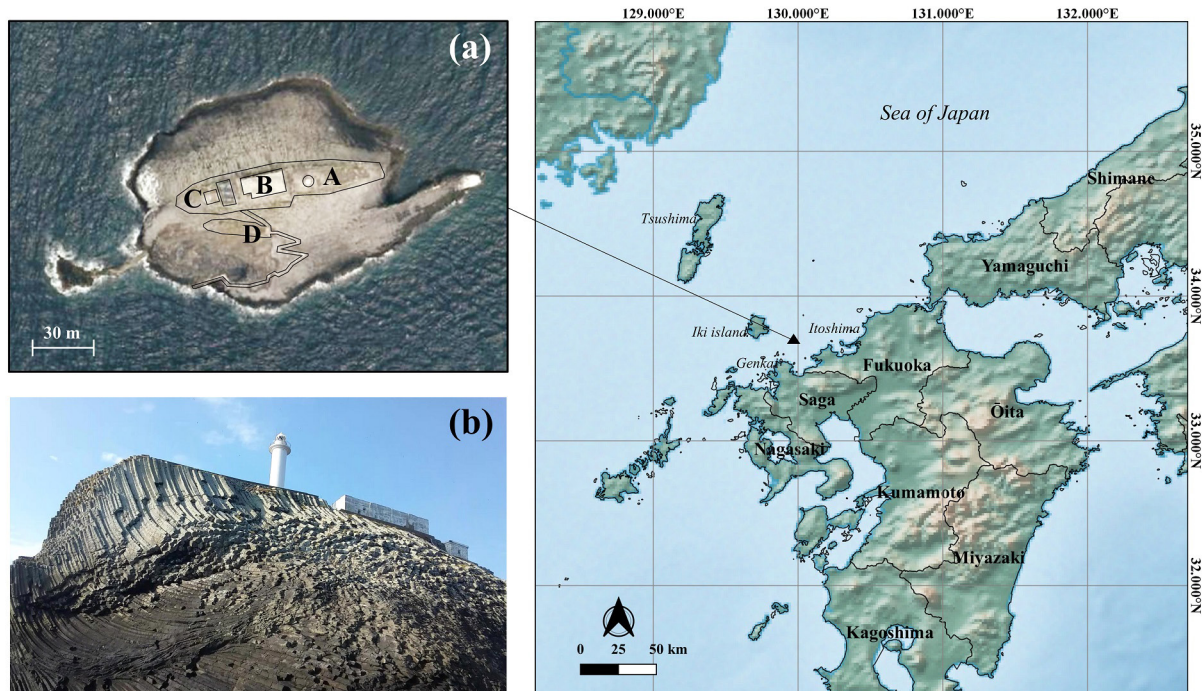 (a)
A
B
C
D
30 m
(b)
129.000°E
130.000°E
131.000°E
132.000°E
Sea of Japan
35.000°N
Shimane
Tsushima
Yamaguchi
34.000°N
Iki island
Itoshima
Genkai
Fukuoka
Saga
Ōita
33.000°N
Nagasaki
Kumamoto
Miyazaki
32.000°N
Kagoshima
0 25 50 km